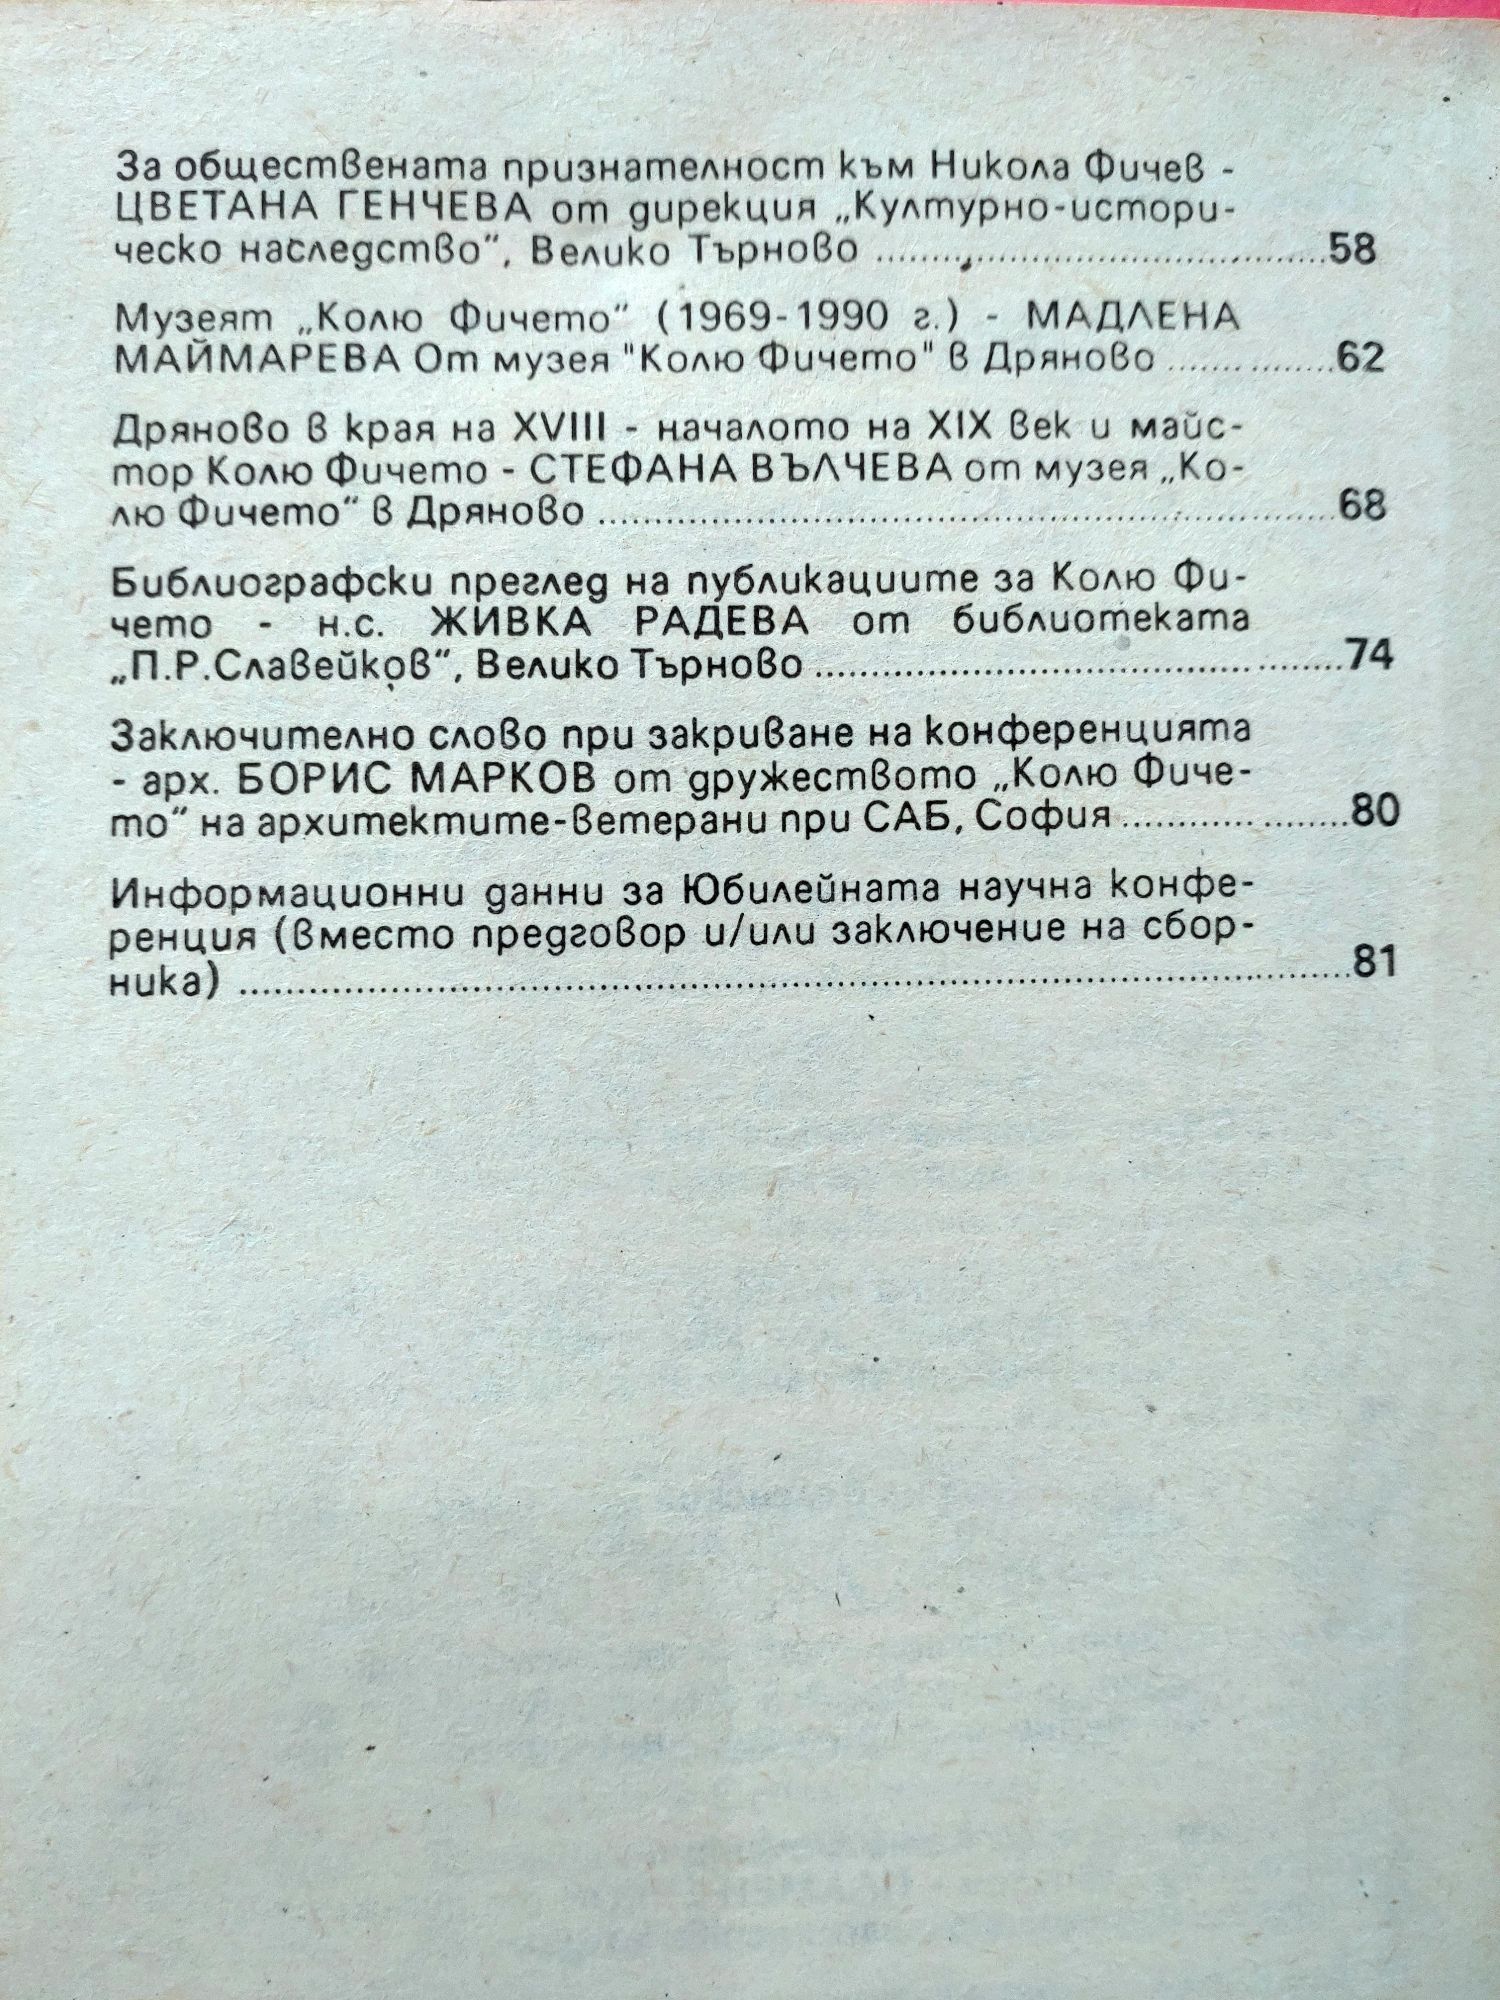 За обществената признателност към Никола Фичев -
ЦВЕТАНА ГЕНЧЕВА от дирекция „Културно-истори-
ческо наследство“, Велико Търново ..........58
Музеят „Колю Фичето“ (1969-1990 г.) - МАДЛЕНА
МАЙМАРЕВА От музея "Колю Фичето" в Дряново ..........62
Дряново в края на XVIII - началото на XIX век и майс-
тор Колю Фичето - СТЕФАНА ВЪЛЧЕВА от музея „Ко-
лю Фичето“ в Дряново ..........68
Библиографски преглед на публикациите за Колю Фи-
чето - н.с. ЖИВКА РАДЕВА от библиотеката
„П.Р.Славейков“, Велико Търново ..........74
Заключително слово при закриване на конференцията
- арх. БОРИС МАРКОВ от дружеството „Колю Фиче-
то“ на архитектите-ветерани при САБ, София ..........80
Информационни данни за Юбилейната научна конфе-
ренция (вместо предговор и/или заключение на сбор-
ника) ..........81